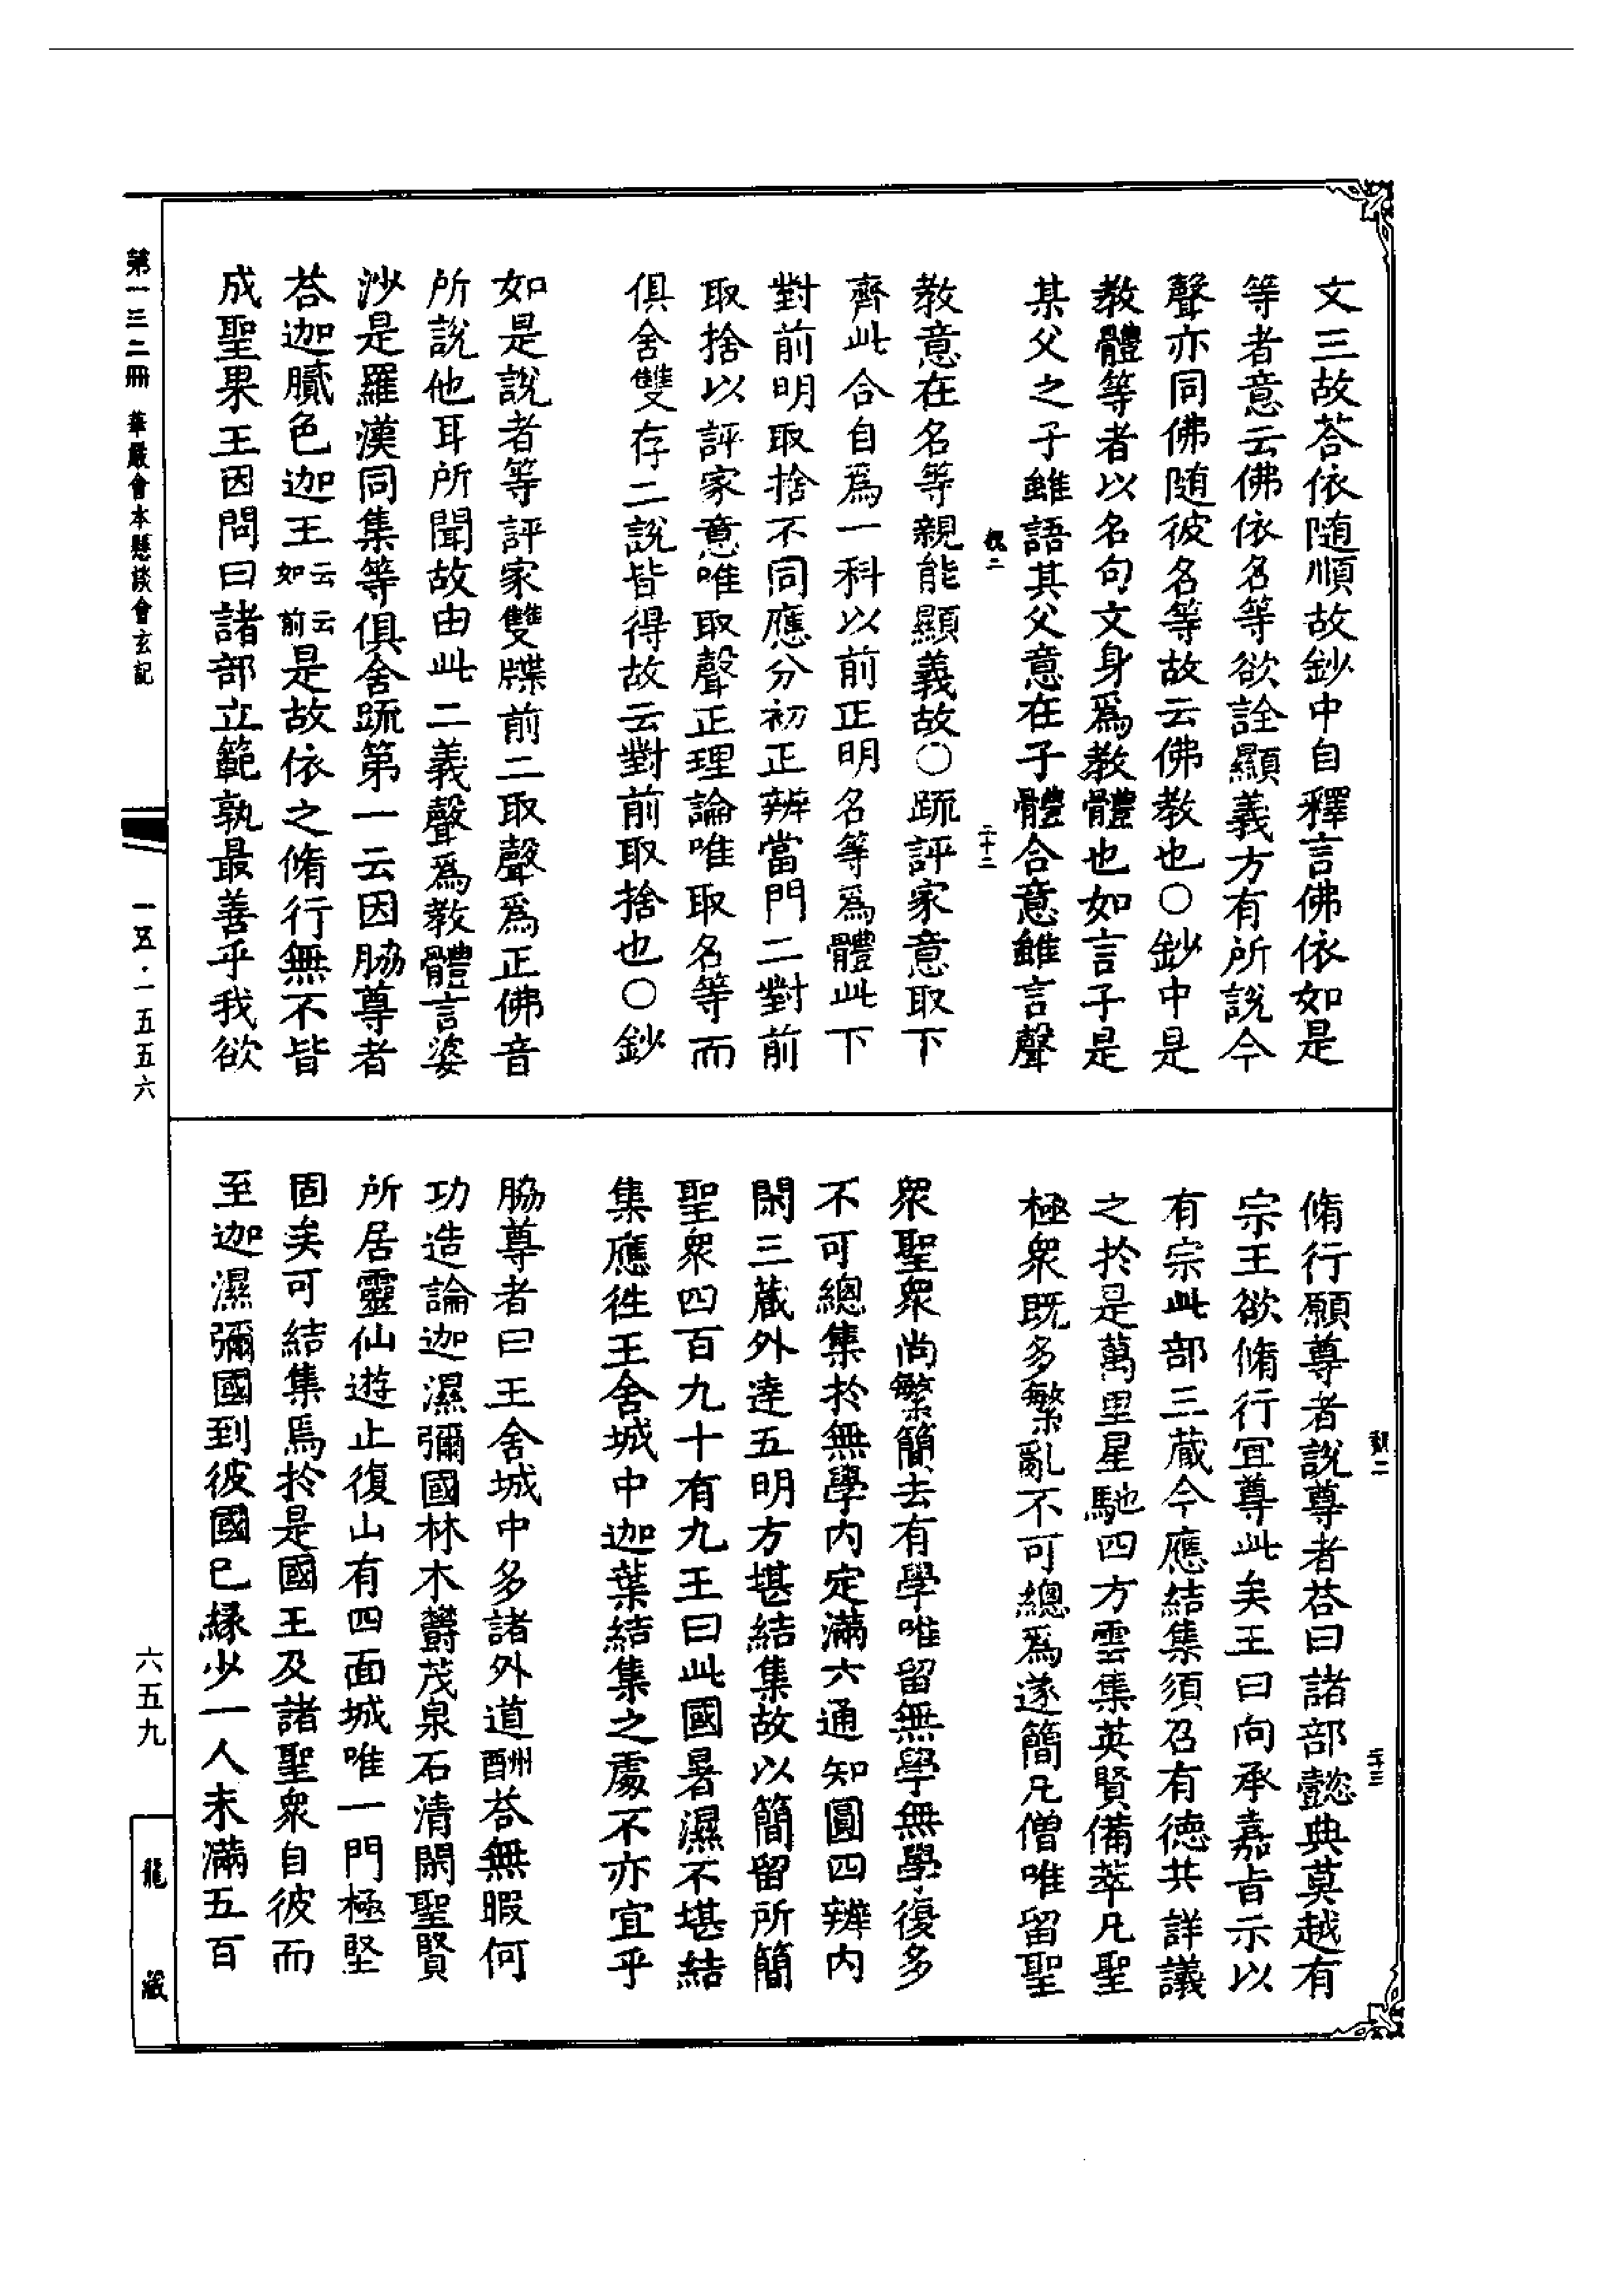 文三故荅依隨順故鈔中自釋言佛依如是
等者意云佛依名等欲詮顯義方有所說今
聲亦同佛随彼名等故云佛教也○鈔中是
教體等者以名句文身為教體也如言子是
某父之子雖語其父意在子體合意雖言聲
二十二
教意在名等親能顯義故○䟽評家意取下
齊此合自為一科以前正明名等為體此下
對前明取捨不同應分初正辨當門二對前
取捨以評家意唯取聲正理論唯取名等而
俱舍雙存二說皆得故云對前取捨也○鈔
如是說者等評家雙牒前二取聲為正佛音
所說他耳所聞故由此二義聲為教體言婆
沙是羅漢同集等俱舍䟽第一云因脇尊者
荅迦膩色迦王云云如前是故依之脩行無不皆
成聖果王因問曰諸部立範孰最善乎我欲
脩行願尊者說尊者荅曰諸部懿典莫越有
宗王欲脩行宜尊此矣王曰向承嘉旨示以
有宗此部三藏今應結集須召有德共詳議
之於是萬里星馳四方雲集英賢備萃凡聖
極衆既多繁亂不可總為遂簡凡僧唯留聖
二十三
衆聖衆尚繁簡去有學唯留無學無學復多
不可總集於無學內定滿六通知圓四辨內
閑三藏外達五明方堪結集故以簡留所簡
聖衆四百九十有九王曰此國暑濕不堪結
集應徃王舍城中迦葉結集之處不亦宜乎
脇尊者曰王舍城中多諸外道酬荅無暇何
功造論迦濕彌國林木欝茂泉石清閑聖賢
所居靈仙遊止復山有四面城唯一門極堅
固矣可結集焉於是國王及諸聖衆自彼而
至迦濕彌國到彼國已緣少一人未滿五百
第一三二冊 華嚴會本懸談會玄記
一五·一五五六
六五九
龍藏